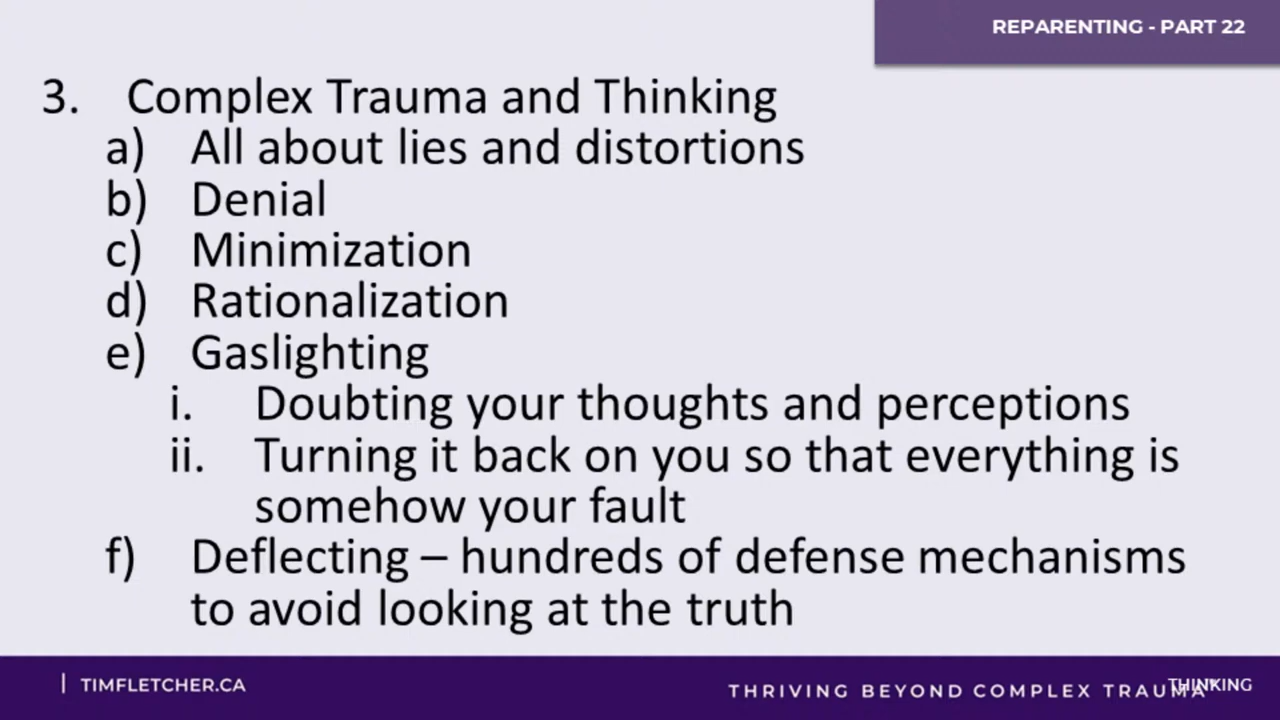 REPARENTING - PART 22
3. Complex Trauma and Thinking
a) All about lies and distortions
b) Denial
c) Minimization
d) Rationalization
e) Gaslighting
i. Doubting your thoughts and perceptions
ii. Turning it back on you so that everything is
somehow your fault
f) Deflecting – hundreds of defense mechanisms
to avoid looking at the truth
| TIMFLETCHER.CA
THRIVING BEYOND COMPLEX TRAUMA
THINKING